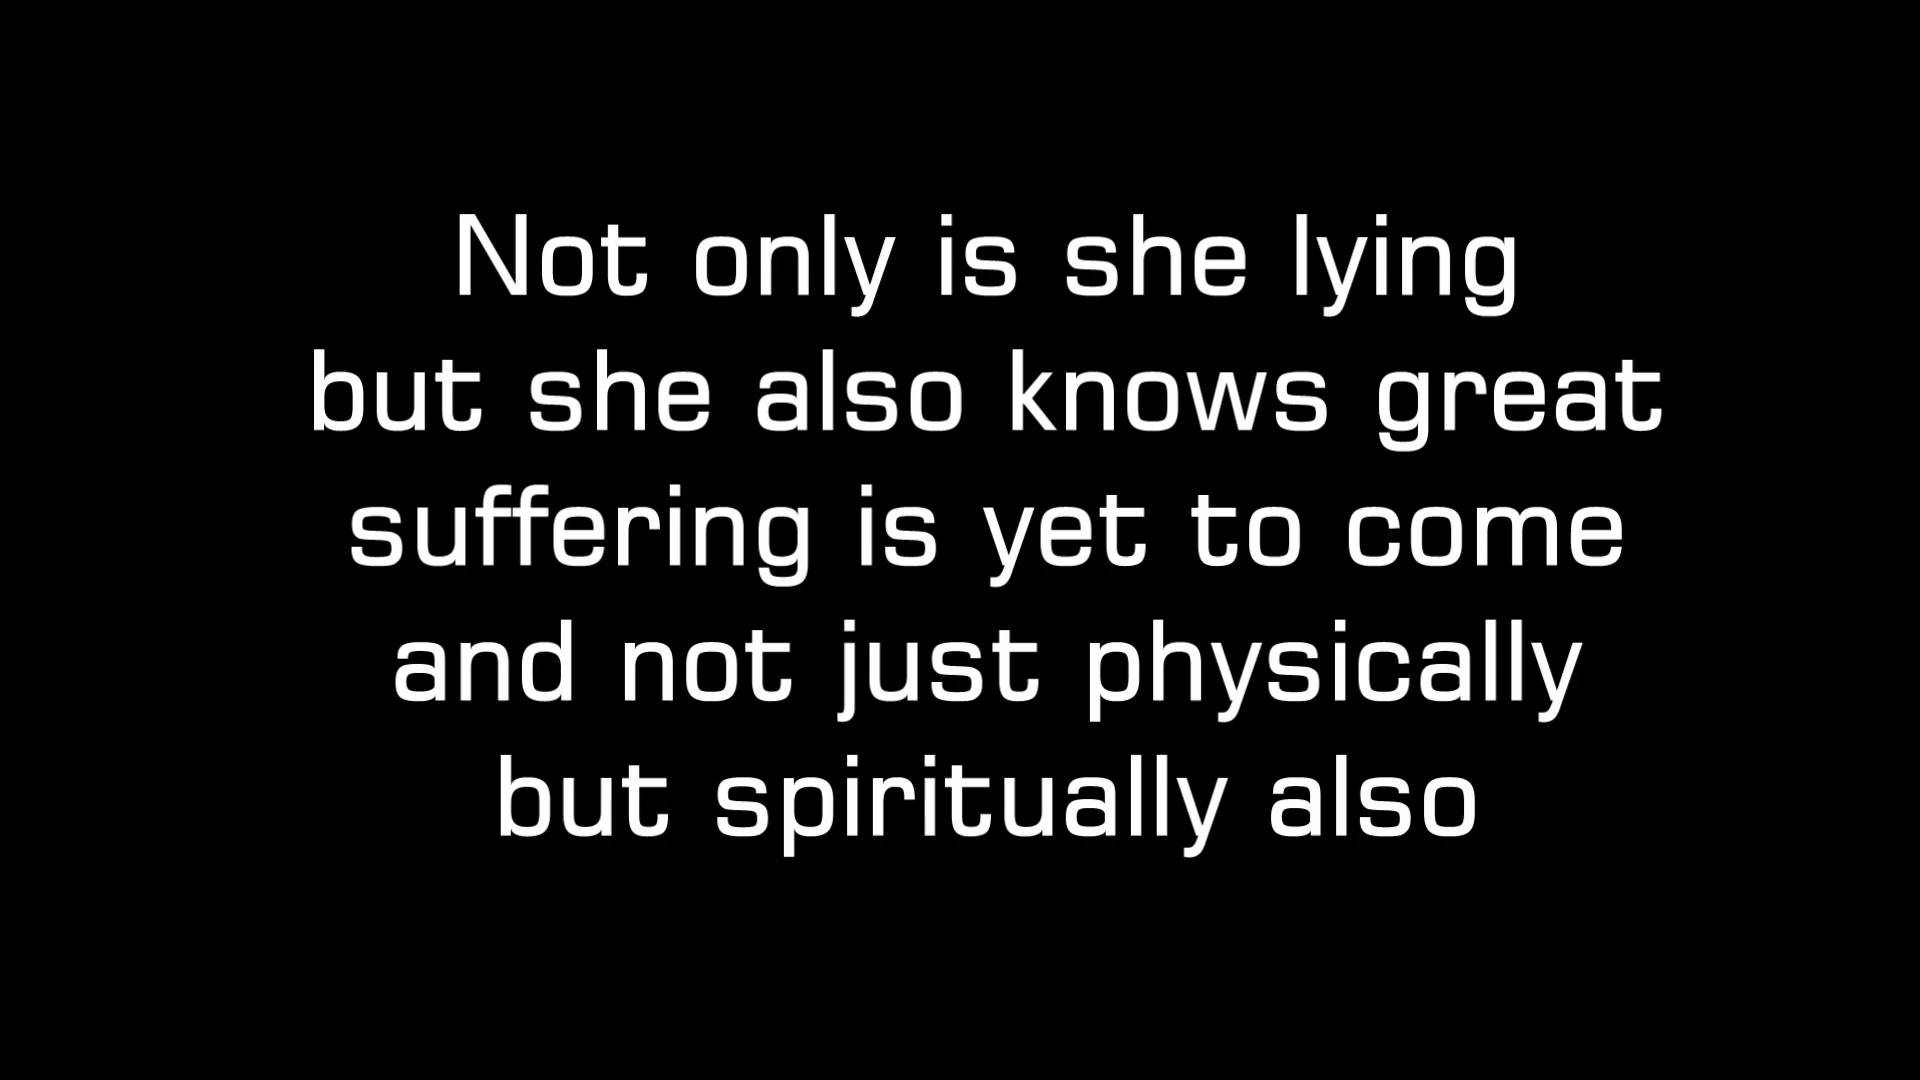 Not only is she lying
but she also knows great
suffering is yet to come
and not just physically
but spiritually also